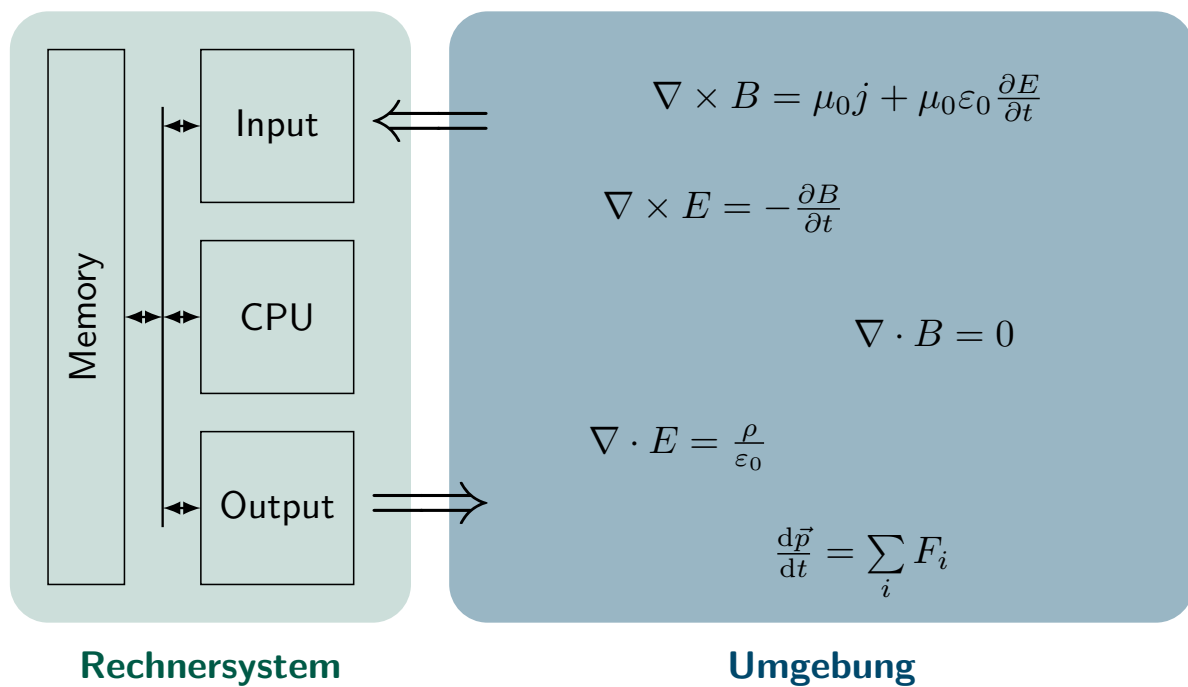 Memory
Input
CPU
Output
∇ × B = μ₀j + μ₀ε₀ ∂E/∂t
∇ × E = −∂B/∂t
∇ · B = 0
∇ · E = ρ/ε₀
dp⃗/dt = ∑ᵢ Fᵢ
Rechnersystem
Umgebung